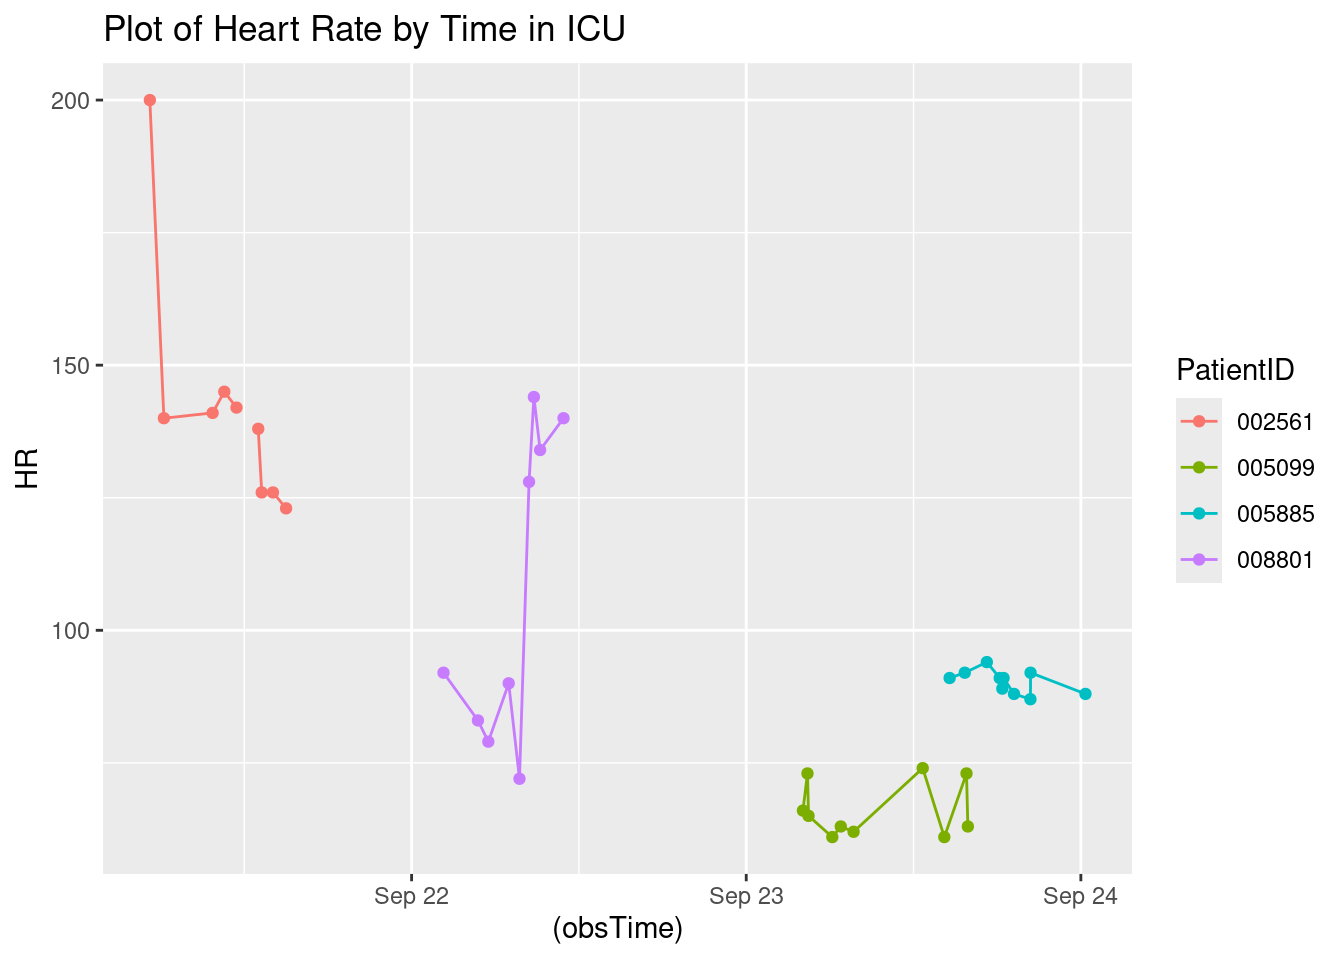 Plot of Heart Rate by Time in ICU
200
150
100
HR
Sep 22
Sep 23
Sep 24
(obsTime)
PatientID
002561
005099
005885
008801